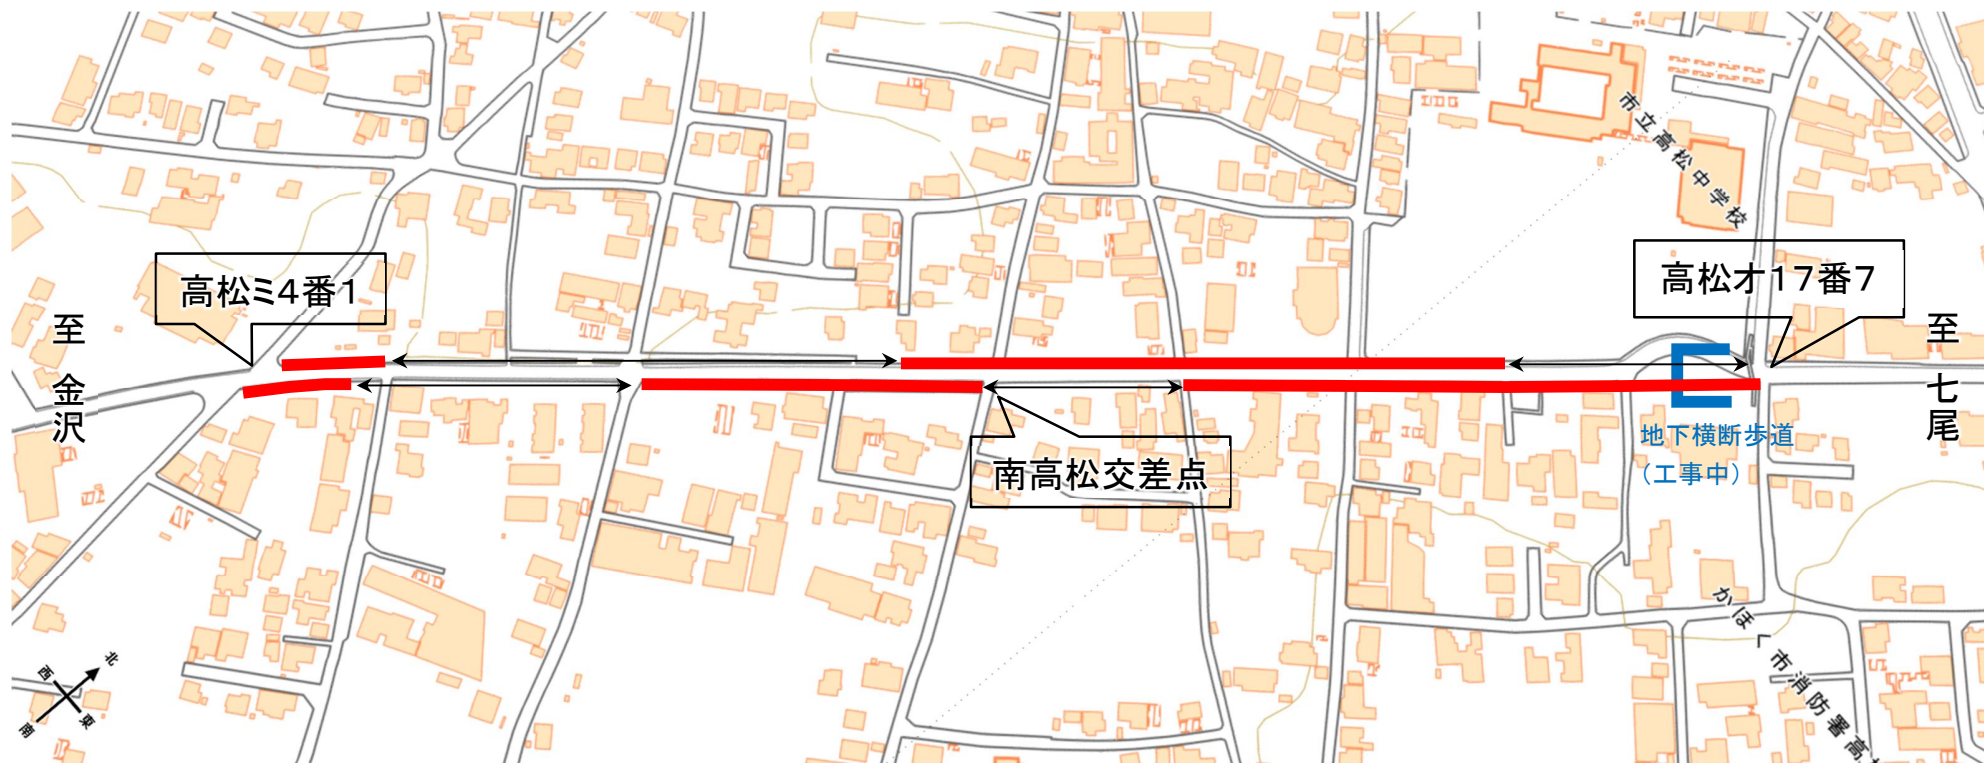 市立高松中学校
高松ミ4番1
高松オ17番7
至 金沢
至 七尾
地下横断歩道
（工事中）
南高松交差点
かほく市消防署高
北
西
東
南